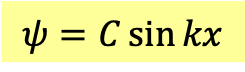 ψ = C sin kx